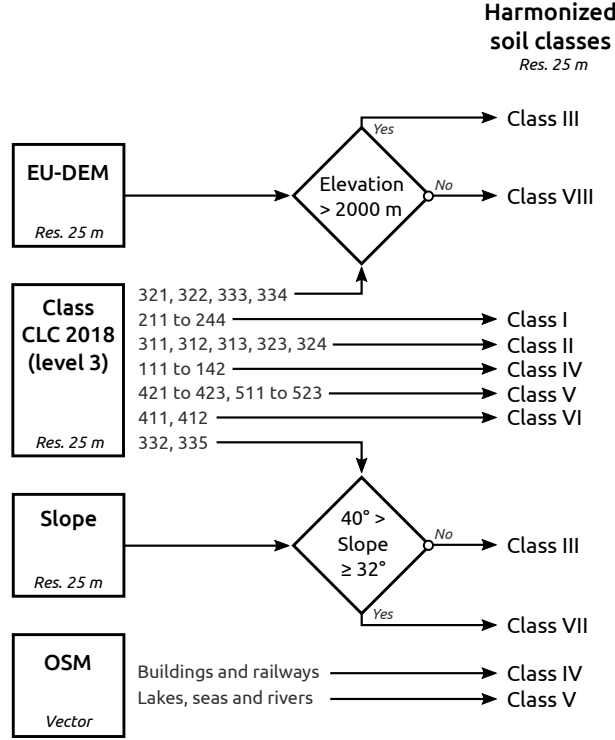 Harmonized
soil classes
Res. 25 m
EU-DEM
Res. 25 m
Elevation
> 2000 m
Yes
Class III
No
Class VIII
Class
CLC 2018
(level 3)
Res. 25 m
321, 322, 333, 334
211 to 244
Class I
311, 312, 313, 323, 324
Class II
111 to 142
Class IV
421 to 423, 511 to 523
Class V
411, 412
Class VI
332, 335
Slope
Res. 25 m
40° >
Slope
≥ 32°
No
Class III
Yes
Class VII
OSM
Vector
Buildings and railways
Class IV
Lakes, seas and rivers
Class V